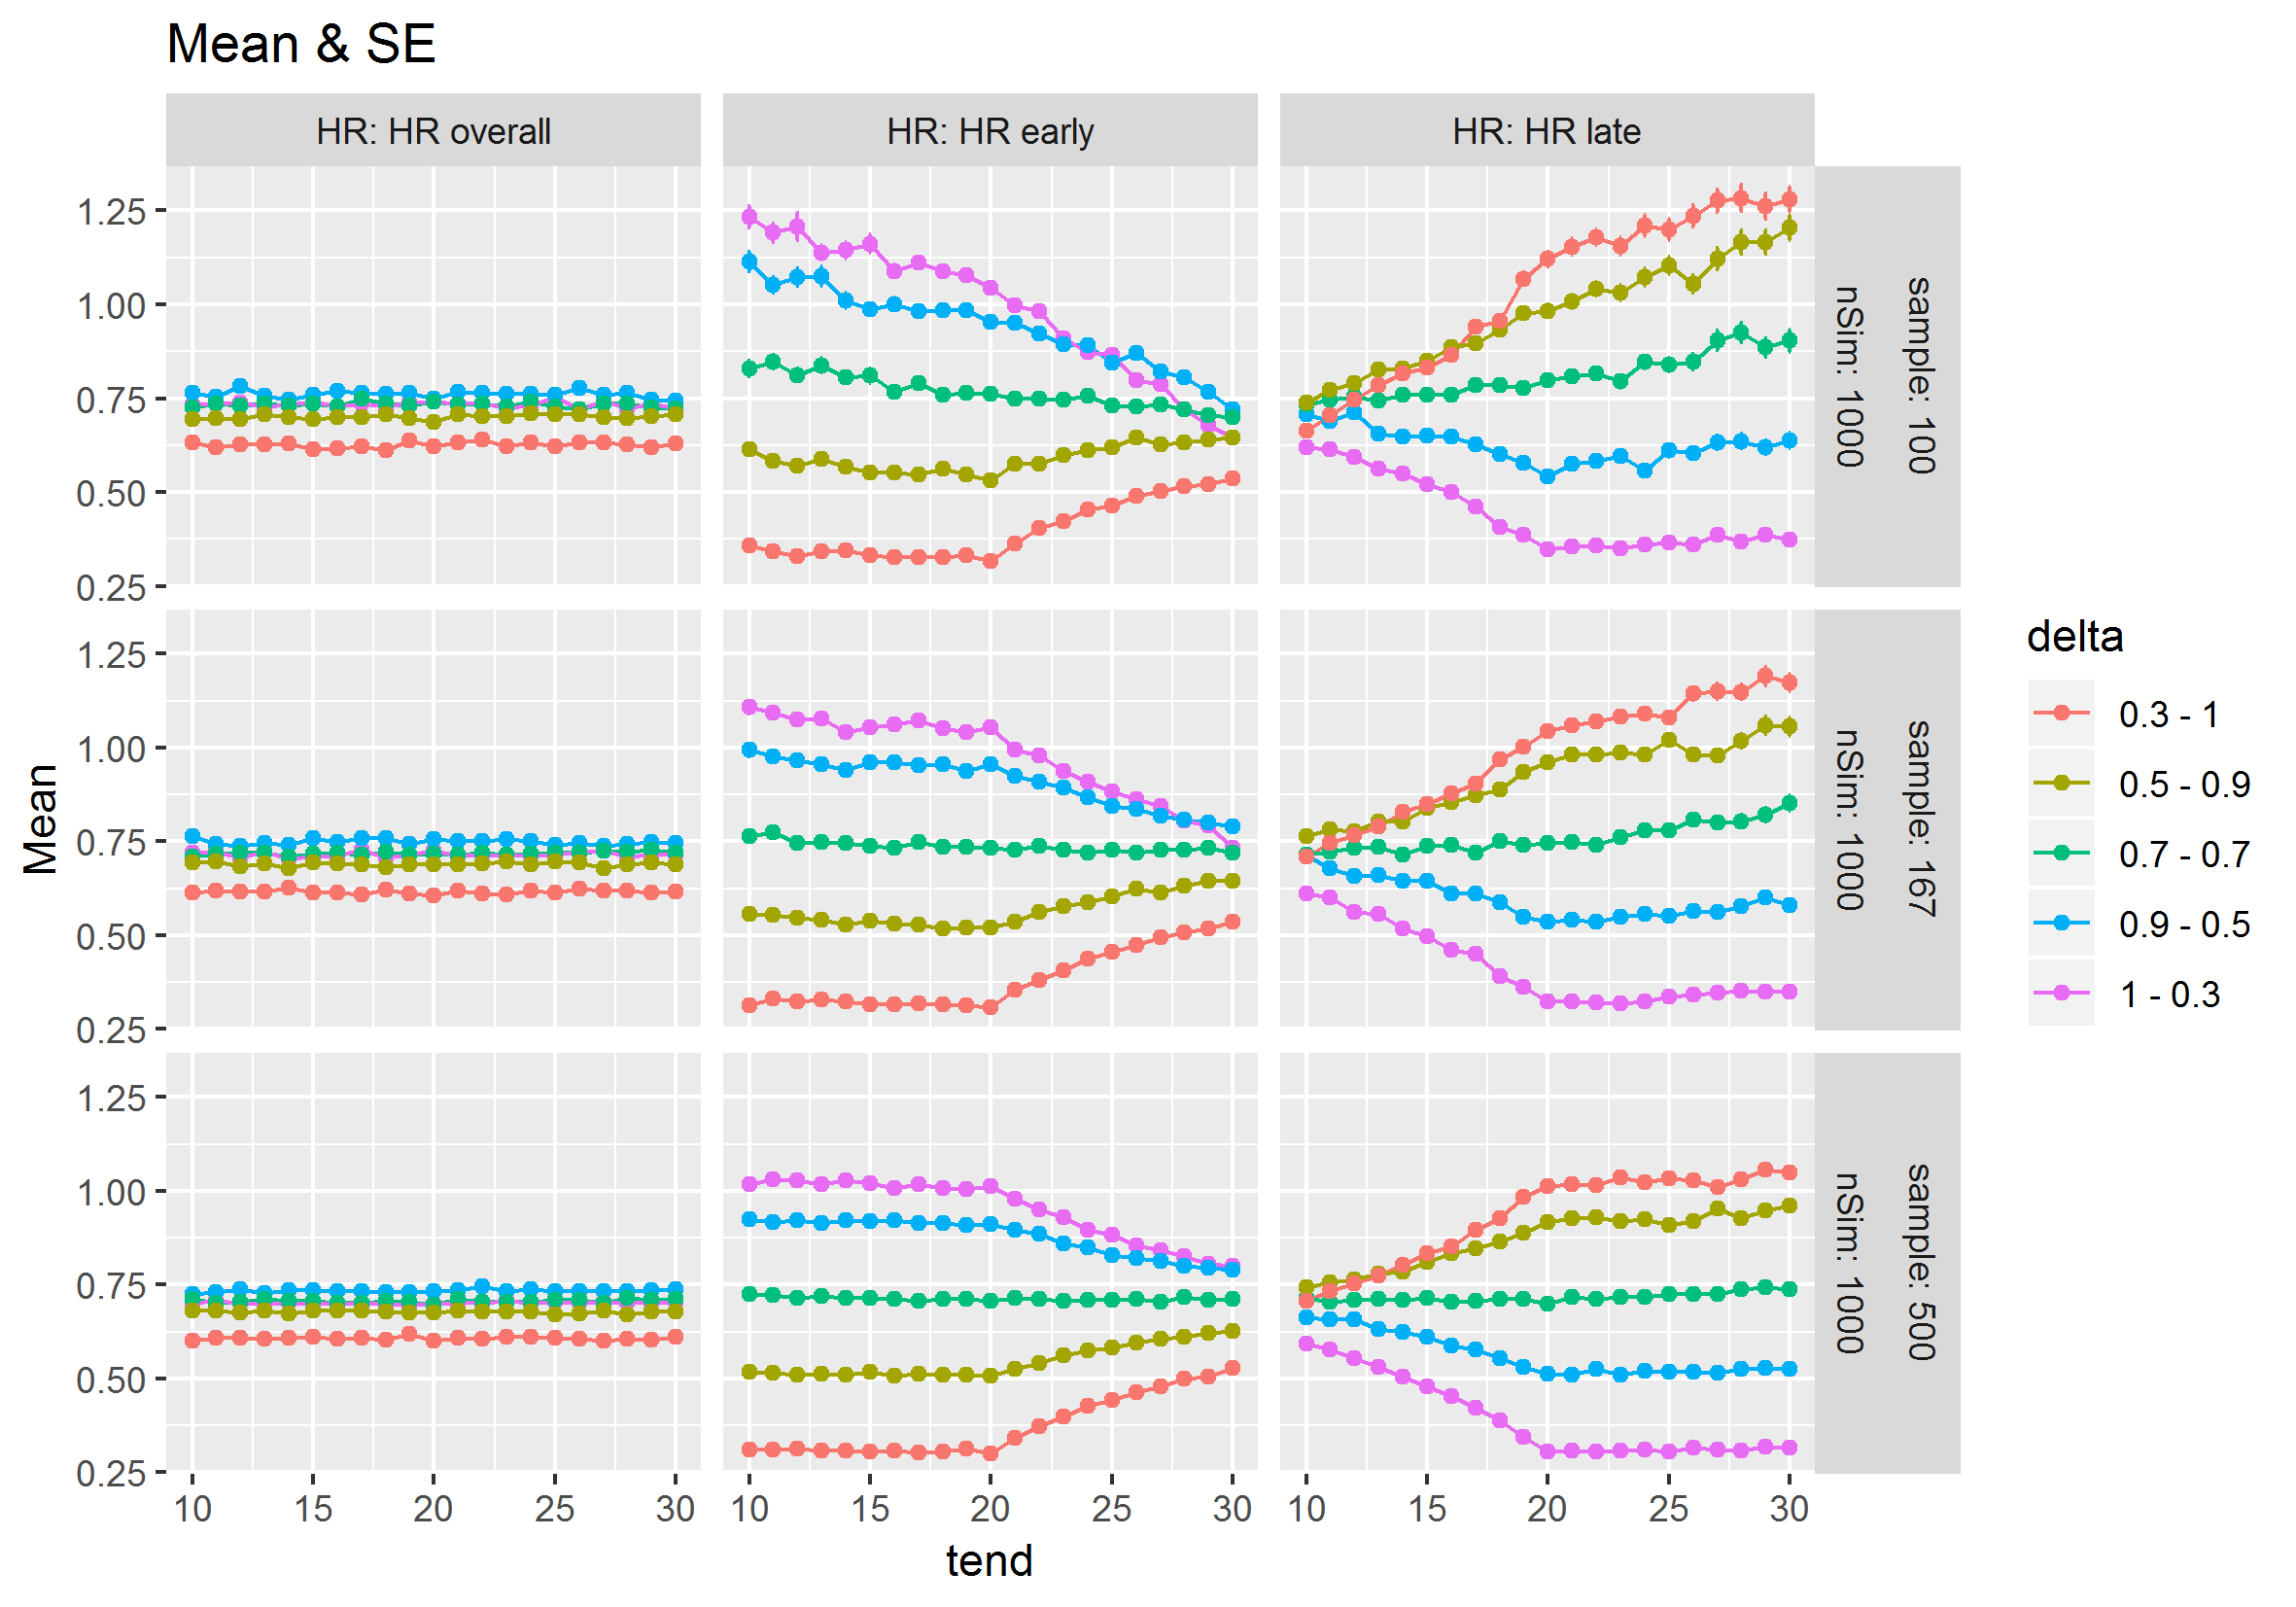 Mean & SE
HR: HR overall
HR: HR early
HR: HR late
1.25
1.00
0.75
0.50
0.25
sample: 100
nSim: 1000
1.25
1.00
0.75
0.50
0.25
sample: 167
nSim: 1000
1.25
1.00
0.75
0.50
0.25
sample: 500
nSim: 1000
Mean
10 15 20 25 30
10 15 20 25 30
10 15 20 25 30
tend
delta
0.3 - 1
0.5 - 0.9
0.7 - 0.7
0.9 - 0.5
1 - 0.3